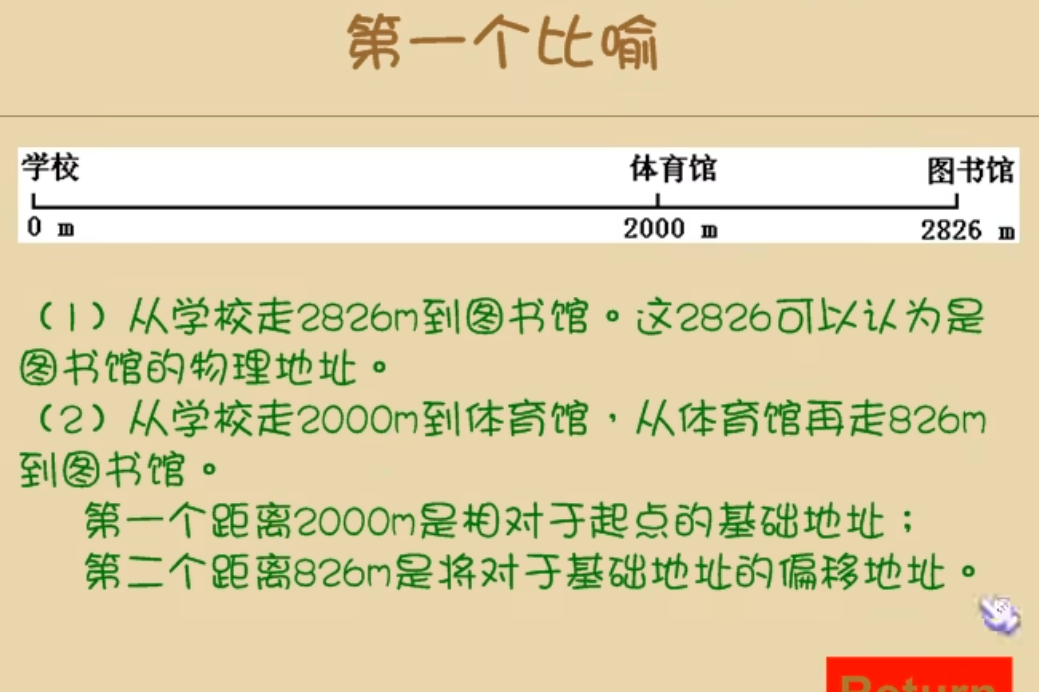 第一个比喻
学校 体育馆 图书馆
0 m 2000 m 2826 m
（1）从学校走2826m到图书馆。这2826可以认为是
图书馆的物理地址。
（2）从学校走2000m到体育馆，从体育馆再走826m
到图书馆。
第一个距离2000m是相对于起点的基础地址；
第二个距离826m是将对于基础地址的偏移地址。
Return